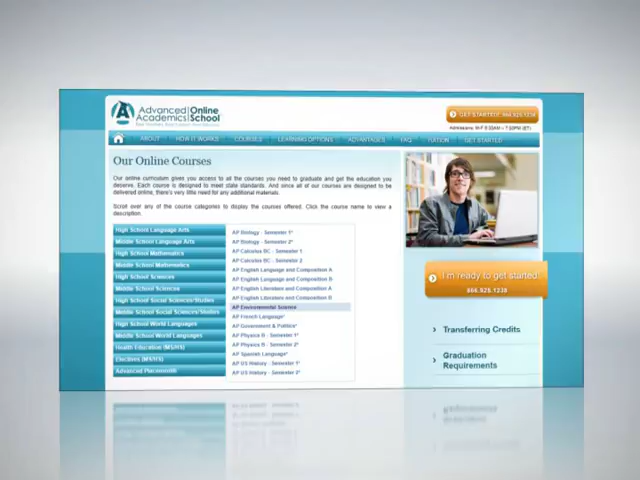 Advanced|Online
Academics|School
GET STARTED: 866.925.1238
Admissions: M-F 8:00AM - 7:00PM (ET)
ABOUT HOW IT WORKS COURSES LEARNING OPTIONS ADVANTAGES FAQ TUITION GET STARTED
Our Online Courses
Our online curriculum gives you access to all the courses you need to graduate and get the education you
deserve. Each course is designed to meet state standards. And since all of our courses are designed to be
delivered online, there's very little need for any additional materials.
Scroll over any of the course categories to display the courses offered. Click the course name to view a
description.
High School Language Arts
Middle School Language Arts
High School Mathematics
Middle School Mathematics
High School Sciences
Middle School Sciences
High School Social Sciences/Studies
Middle School Social Sciences/Studies
High School World Languages
Middle School World Languages
Health Education (MS/HS)
Electives (MS/HS)
Advanced Placement®
AP Biology - Semester 1*
AP Biology - Semester 2*
AP Calculus BC - Semester 1
AP Calculus BC - Semester 2
AP English Language and Composition A
AP English Language and Composition B
AP English Literature and Composition A
AP English Literature and Composition B
AP Environmental Science
AP French Language*
AP Government & Politics*
AP Physics B - Semester 1*
AP Physics B - Semester 2*
AP Spanish Language*
AP US History - Semester 1*
AP US History - Semester 2*
I'm ready to get started!
866.925.1238
Transferring Credits
Graduation
Requirements